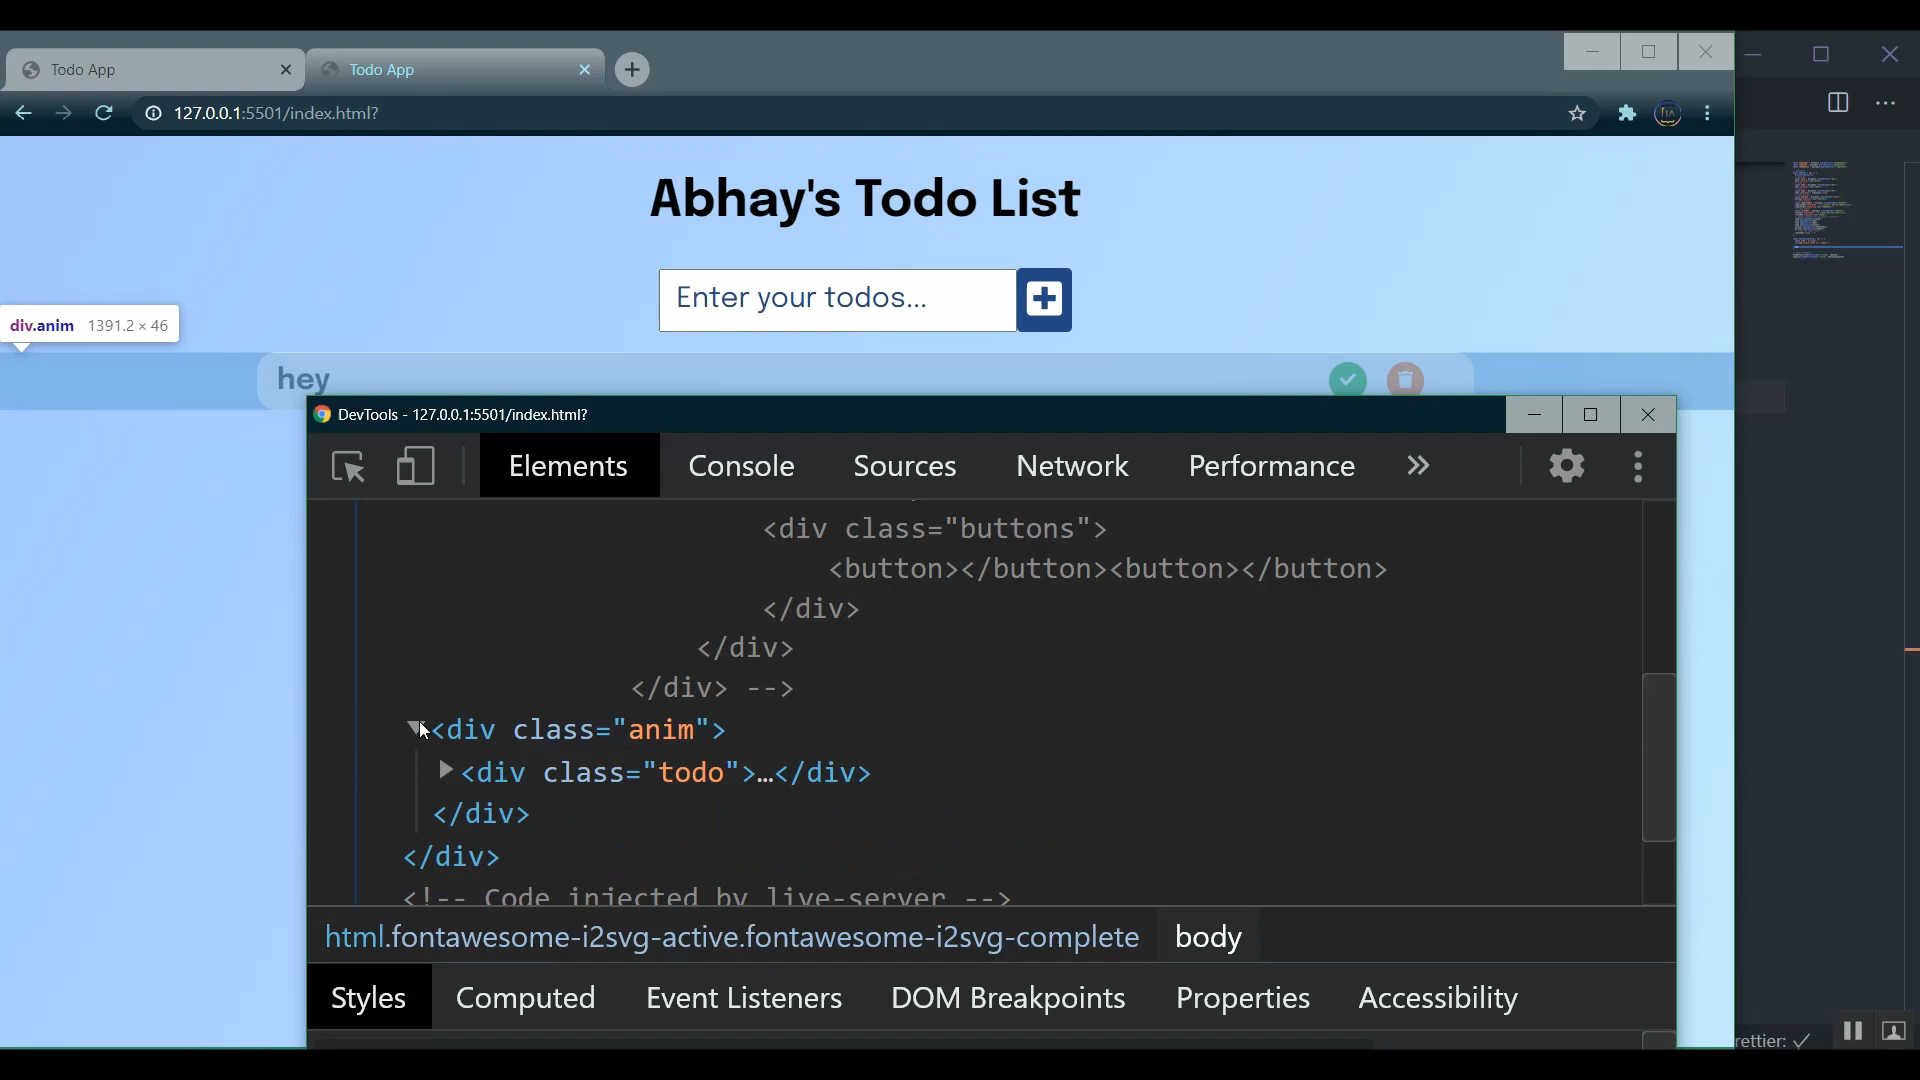 Todo App
Todo App
127.0.0.1:5501/index.html?
Abhay's Todo List
Enter your todos...
div.anim 1391.2 × 46
hey
DevTools - 127.0.0.1:5501/index.html?
Elements Console Sources Network Performance
<div class="buttons">
<button></button><button></button>
</div>
</div>
</div> -->
<div class="anim">
<div class="todo">…</div>
</div>
</div>
<!-- Code injected by live-server -->
html.fontawesome-i2svg-active.fontawesome-i2svg-complete body
Styles Computed Event Listeners DOM Breakpoints Properties Accessibility
rettier: ✓